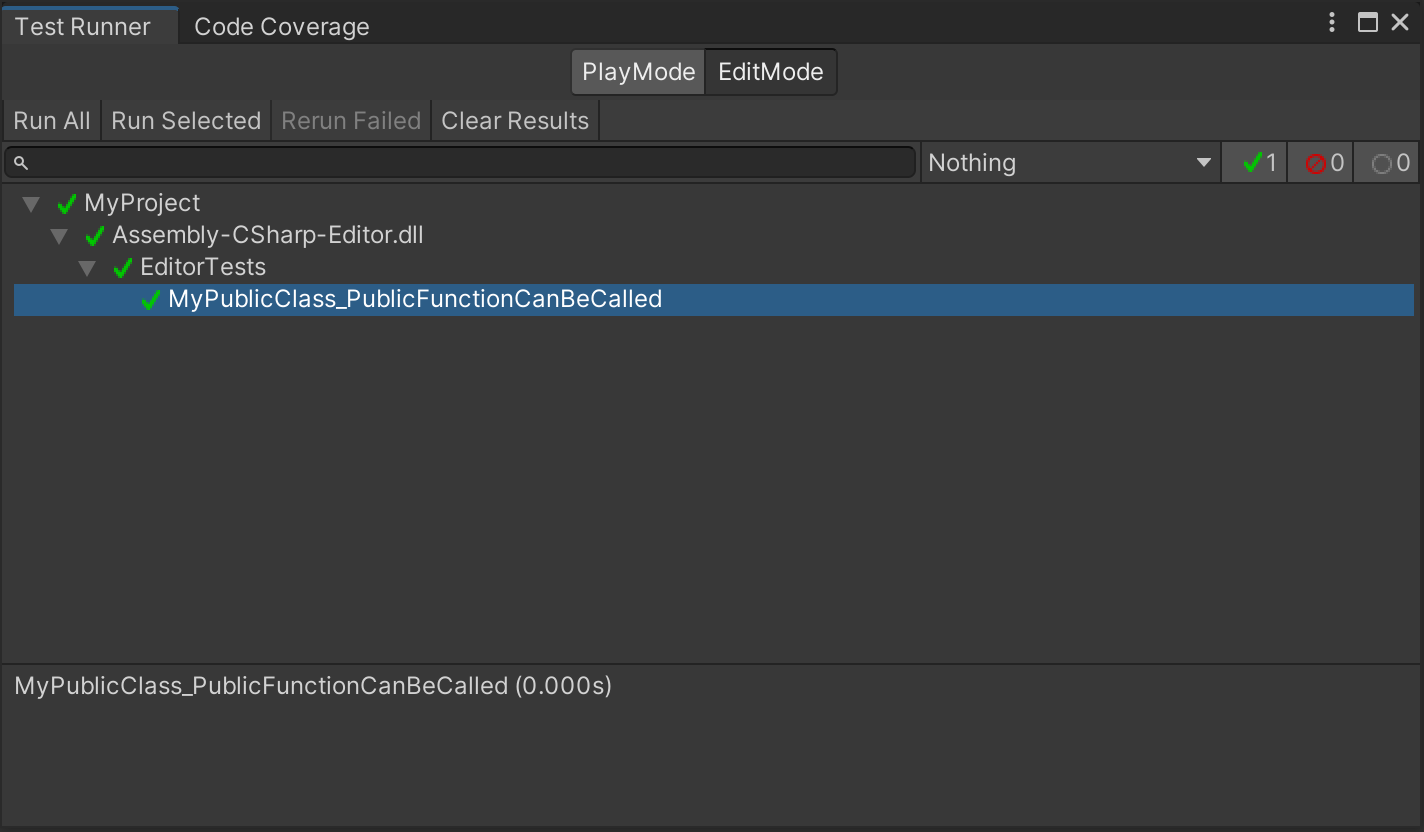 Test Runner Code Coverage
PlayMode EditMode
Run All Run Selected Rerun Failed Clear Results
Nothing 1 0 0
MyProject
Assembly-CSharp-Editor.dll
EditorTests
MyPublicClass_PublicFunctionCanBeCalled
MyPublicClass_PublicFunctionCanBeCalled (0.000s)